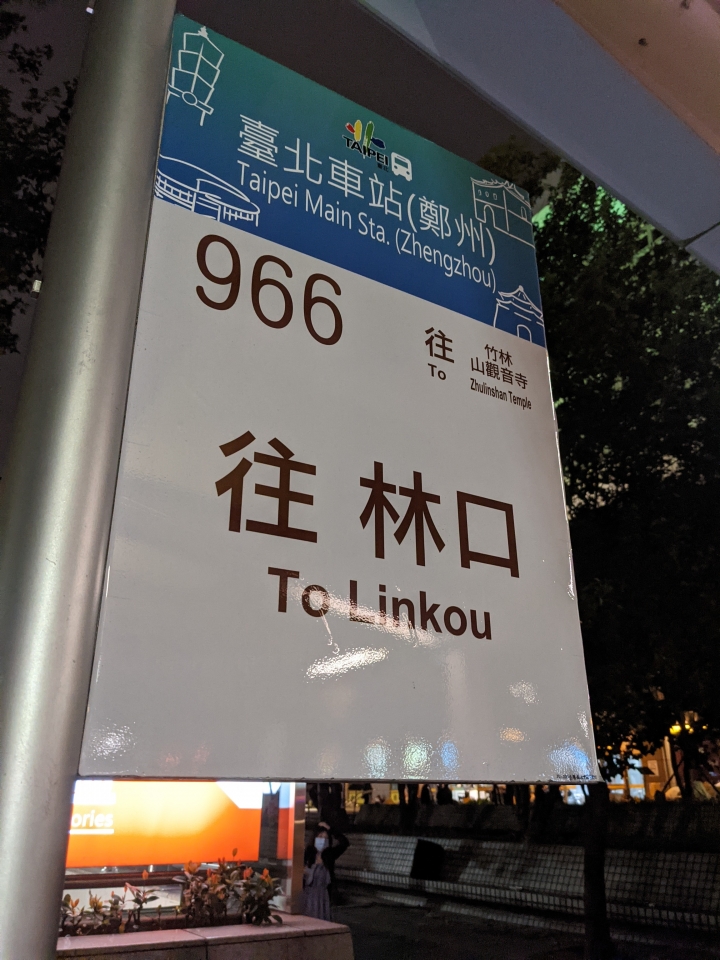 TAIPEI
臺北車站(鄭州)
Taipei Main Sta. (Zhengzhou)
966
往
To
竹林
山觀音寺
Zhulinshan Temple
往 林口
To Linkou
ories